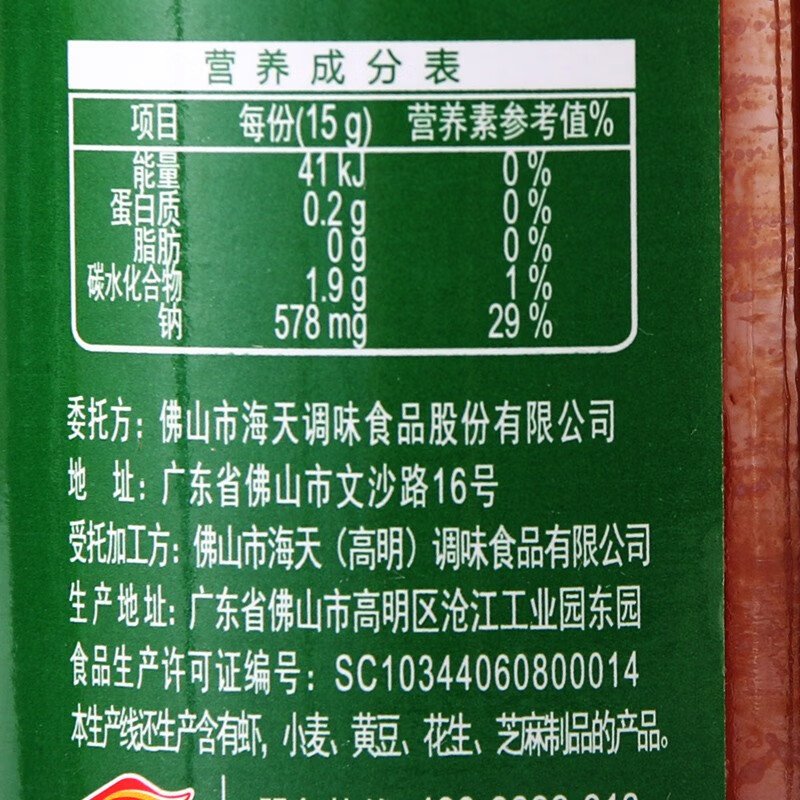 营养成分表
项目 每份(15 g) 营养素参考值%
能量 41 kJ 0 %
蛋白质 0.2 g 0 %
脂肪 0 g 0 %
碳水化合物 1.9 g 1 %
钠 578 mg 29 %
委托方：佛山市海天调味食品股份有限公司
地 址：广东省佛山市文沙路16号
受托加工方：佛山市海天（高明）调味食品有限公司
生产地址：广东省佛山市高明区沧江工业园东园
食品生产许可证编号：SC10344060800014
本生产线还生产含有虾，小麦、黄豆、花生、芝麻制品的产品。